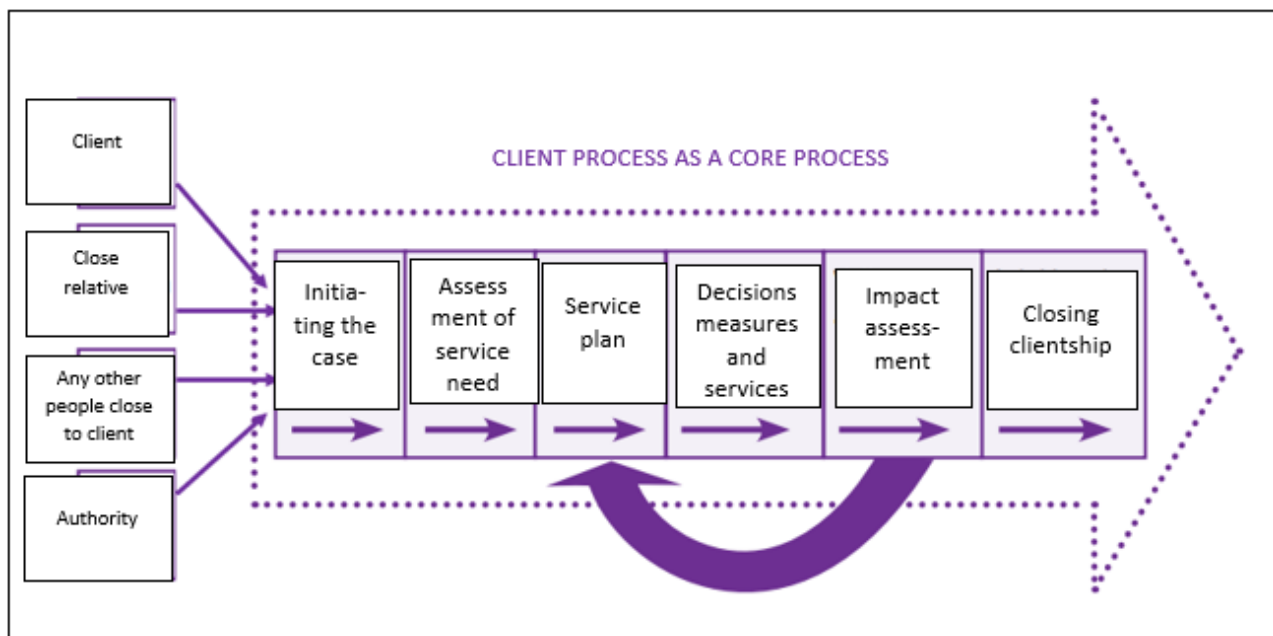 CLIENT PROCESS AS A CORE PROCESS
Client
Close
relative
Any other
people close
to client
Authority
Initia-
ting the
case
Assess
ment of
service
need
Service
plan
Decisions
measures
and
services
Impact
assess-
ment
Closing
clientship